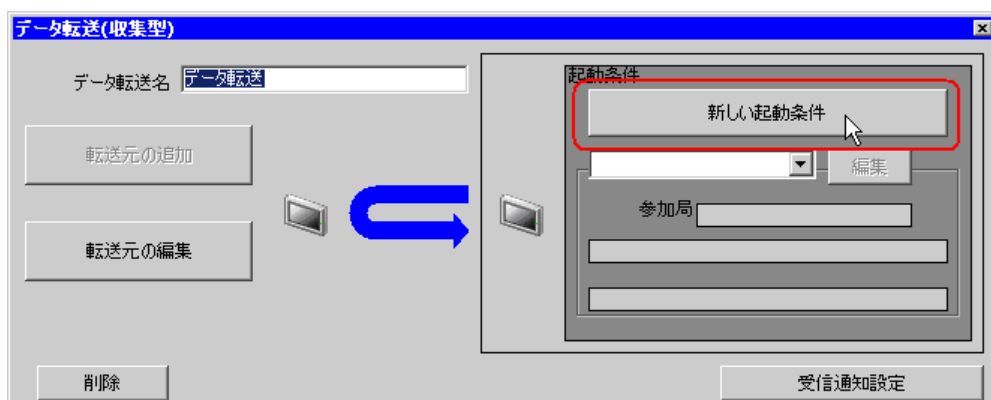 データ転送(収集型)
データ転送名 データ転送
転送元の追加
転送元の編集
削除
起動条件
新しい起動条件
編集
参加局
受信通知設定